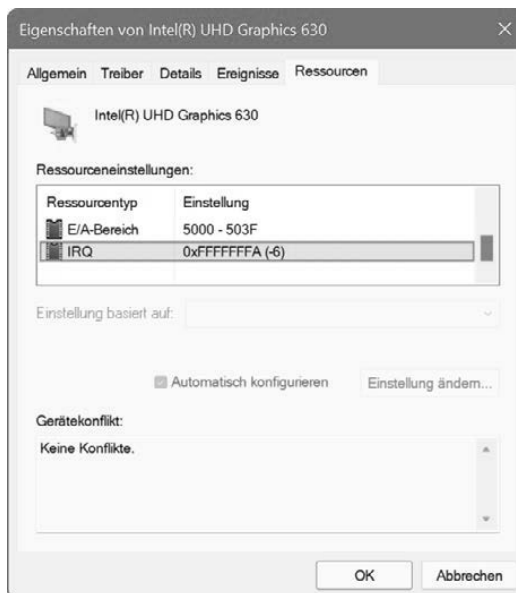 Eigenschaften von Intel(R) UHD Graphics 630
Allgemein Treiber Details Ereignisse Ressourcen
Intel(R) UHD Graphics 630
Ressourceneinstellungen:
Ressourcentyp Einstellung
E/A-Bereich 5000 - 503F
IRQ 0xFFFFFFFA (-6)
Einstellung basiert auf:
Automatisch konfigurieren Einstellung ändern...
Gerätekonflikt:
Keine Konflikte.
OK Abbrechen